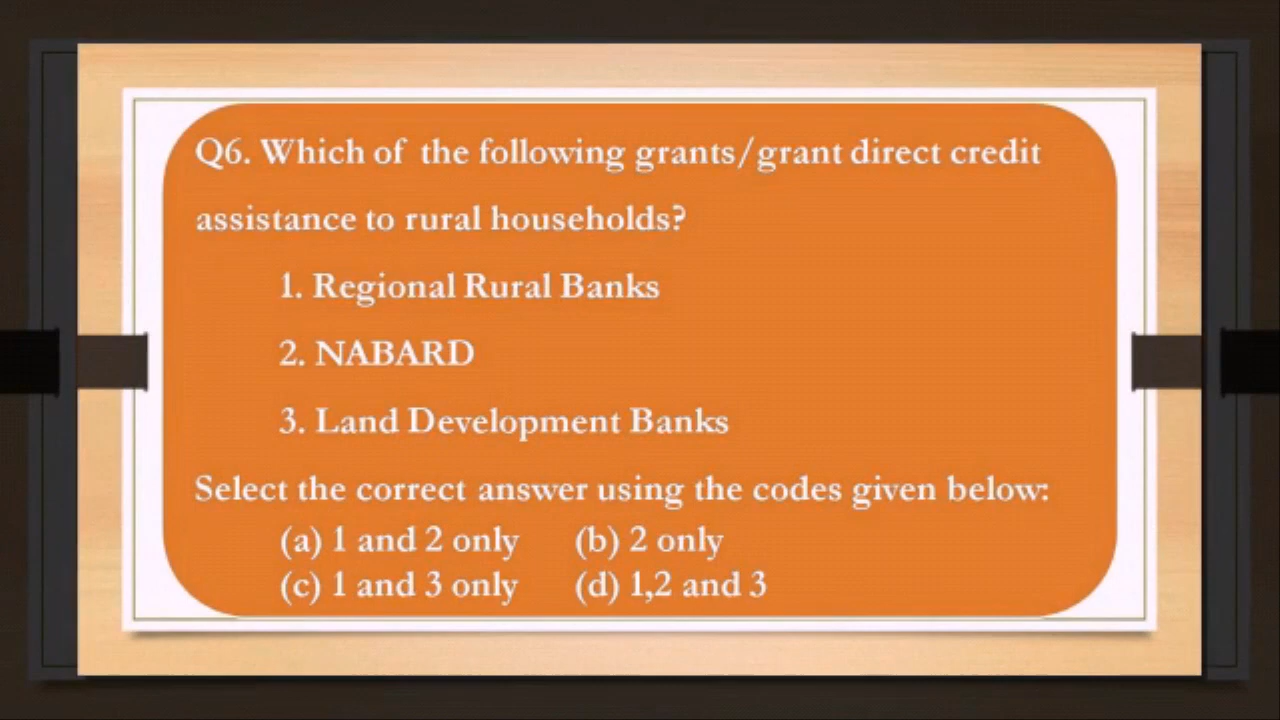 Q6. Which of the following grants/grant direct credit
assistance to rural households?
1. Regional Rural Banks
2. NABARD
3. Land Development Banks
Select the correct answer using the codes given below:
(a) 1 and 2 only (b) 2 only
(c) 1 and 3 only (d) 1,2 and 3